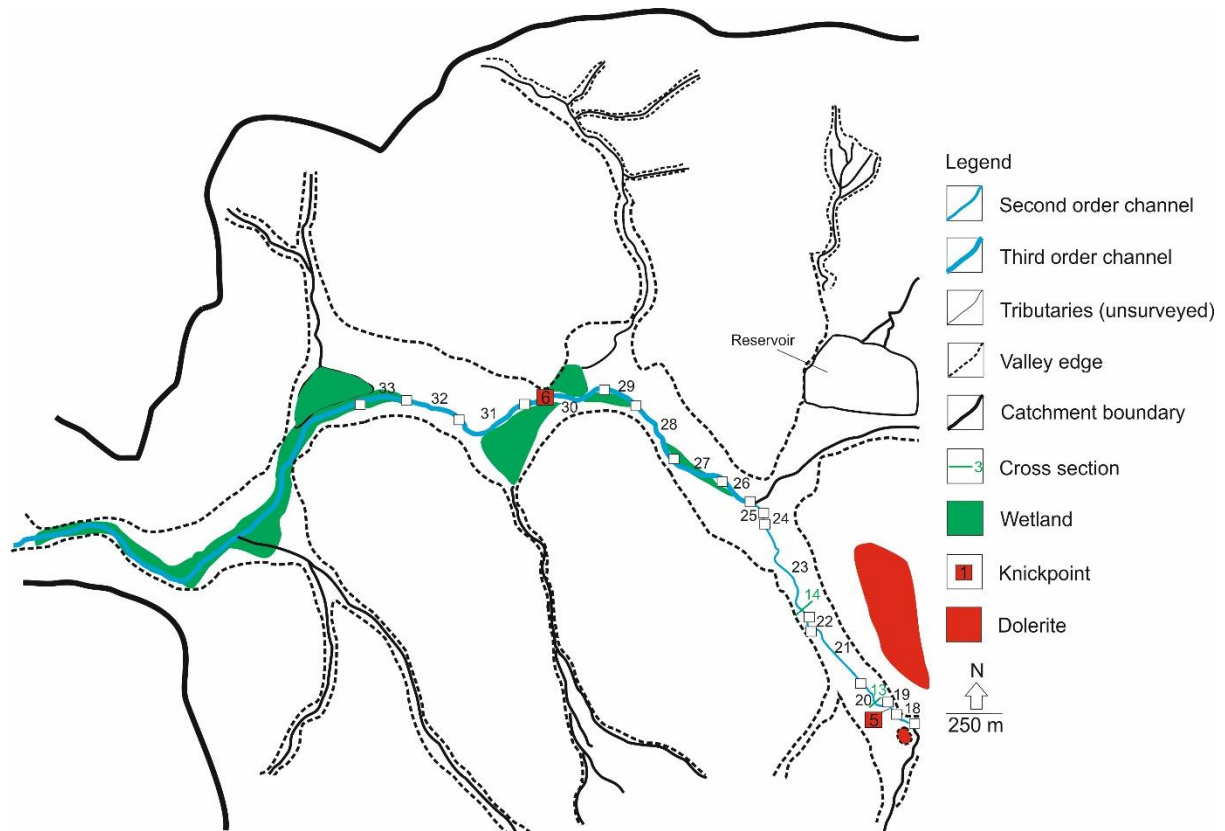 Legend
Second order channel
Third order channel
Tributaries (unsurveyed)
Valley edge
Catchment boundary
3 Cross section
Wetland
1 Knickpoint
Dolerite
N
250 m
Reservoir
33
32
31
6
30
29
28
27
26
25
24
23
14
22
21
20
13
19
18
5